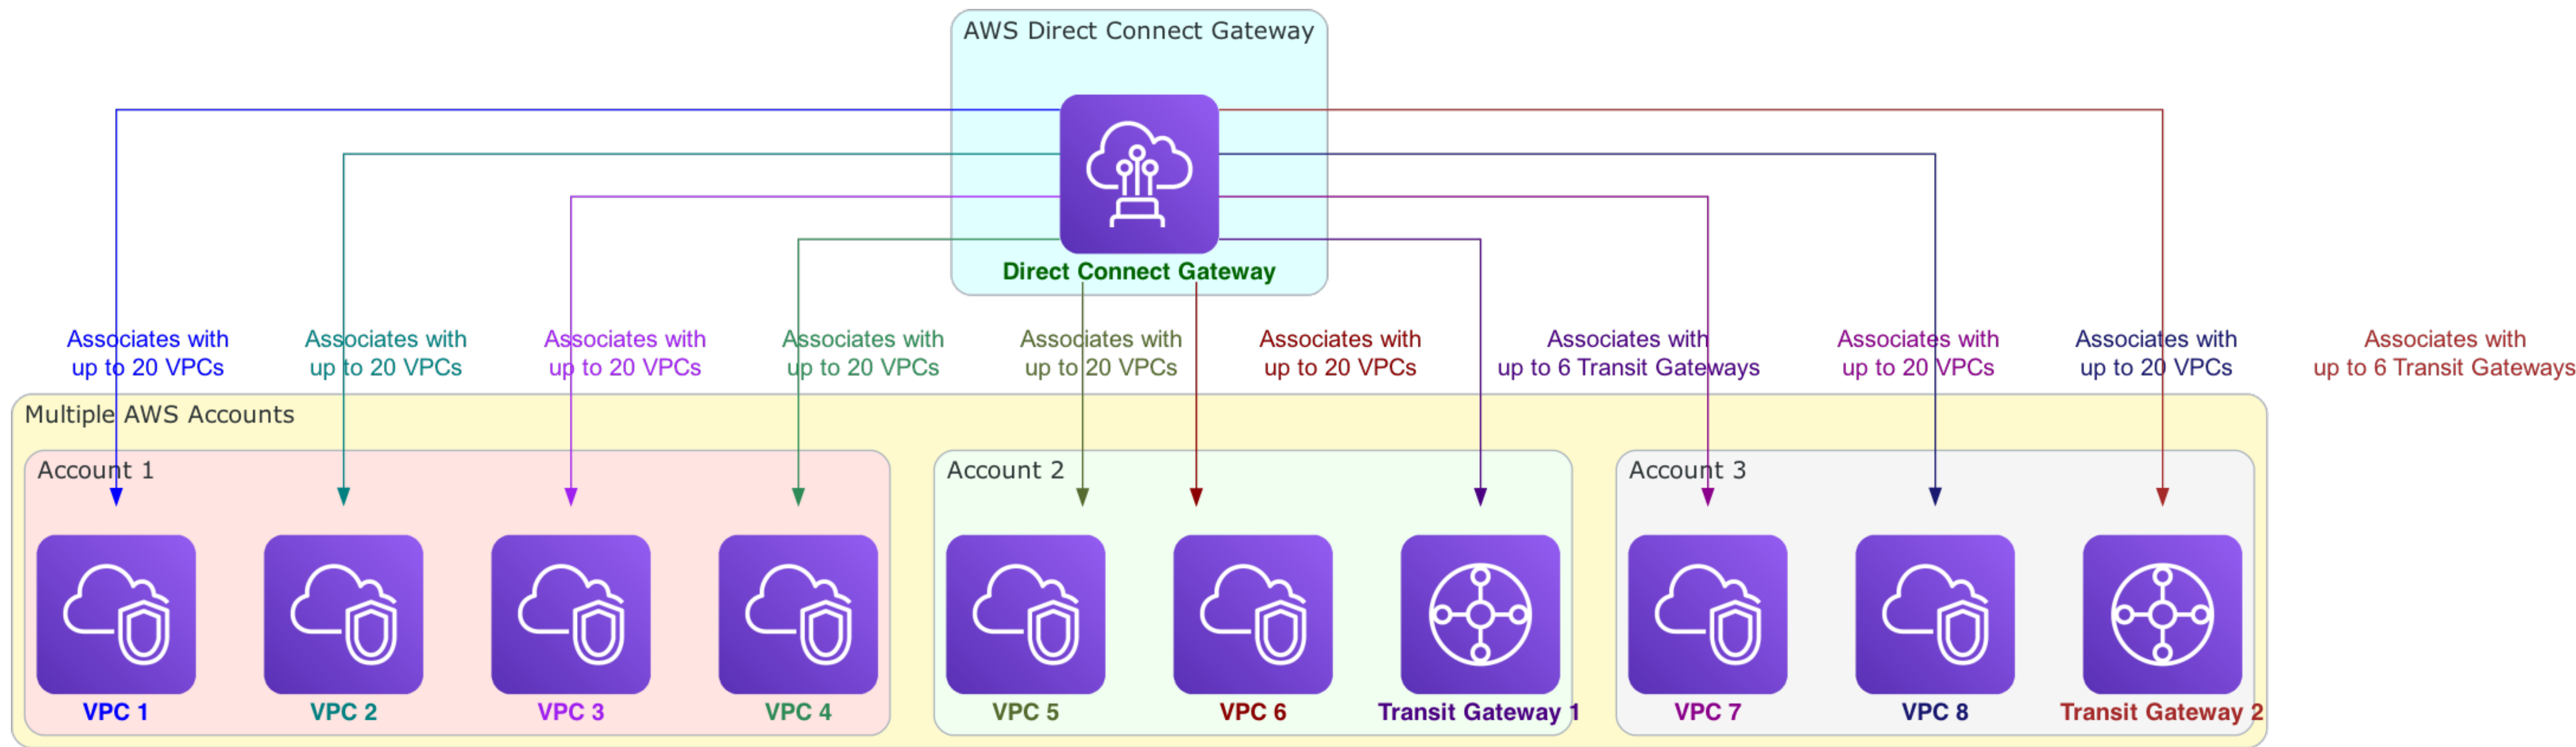 AWS Direct Connect Gateway
Direct Connect Gateway
Associates with
up to 20 VPCs
Associates with
up to 20 VPCs
Associates with
up to 20 VPCs
Associates with
up to 20 VPCs
Associates with
up to 20 VPCs
Associates with
up to 20 VPCs
Associates with
up to 6 Transit Gateways
Associates with
up to 20 VPCs
Associates with
up to 20 VPCs
Associates with
up to 6 Transit Gateways
Multiple AWS Accounts
Account 1
VPC 1
VPC 2
VPC 3
VPC 4
Account 2
VPC 5
VPC 6
Transit Gateway 1
Account 3
VPC 7
VPC 8
Transit Gateway 2